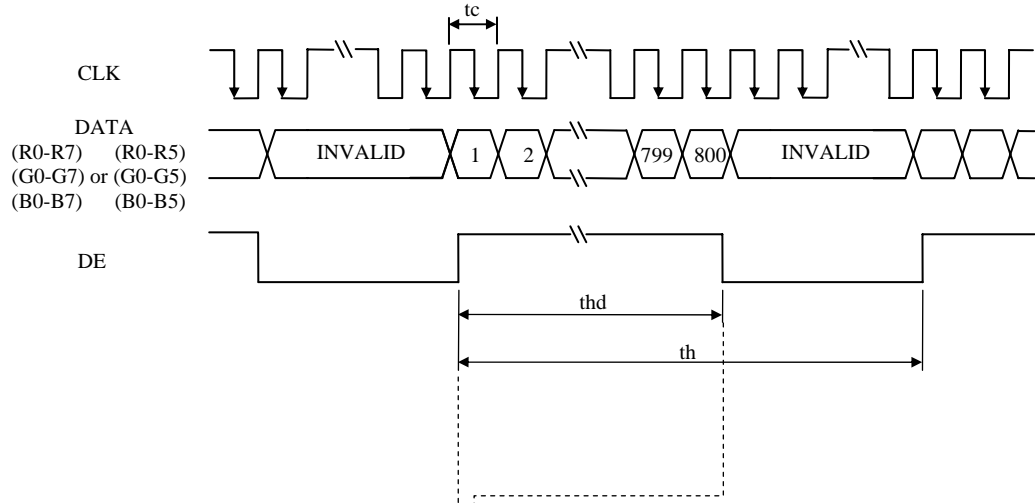 tc
CLK
DATA
(R0-R7) (R0-R5)
(G0-G7) or (G0-G5)
(B0-B7) (B0-B5)
INVALID 1 2 799 800 INVALID
DE
thd
th